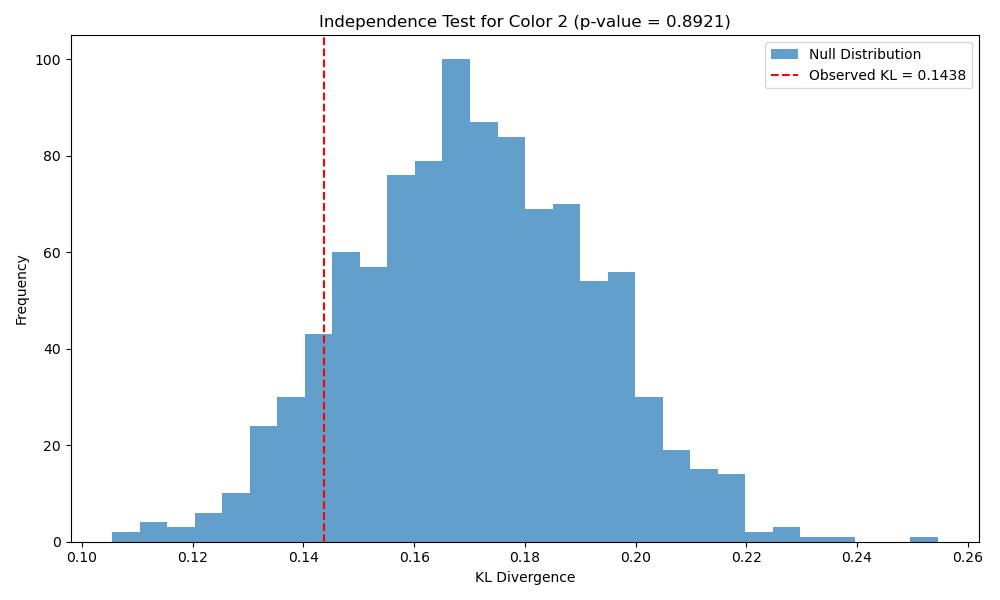 Independence Test for Color 2 (p-value = 0.8921)
Null Distribution
Observed KL = 0.1438
Frequency
100
80
60
40
20
0
0.10 0.12 0.14 0.16 0.18 0.20 0.22 0.24 0.26
KL Divergence